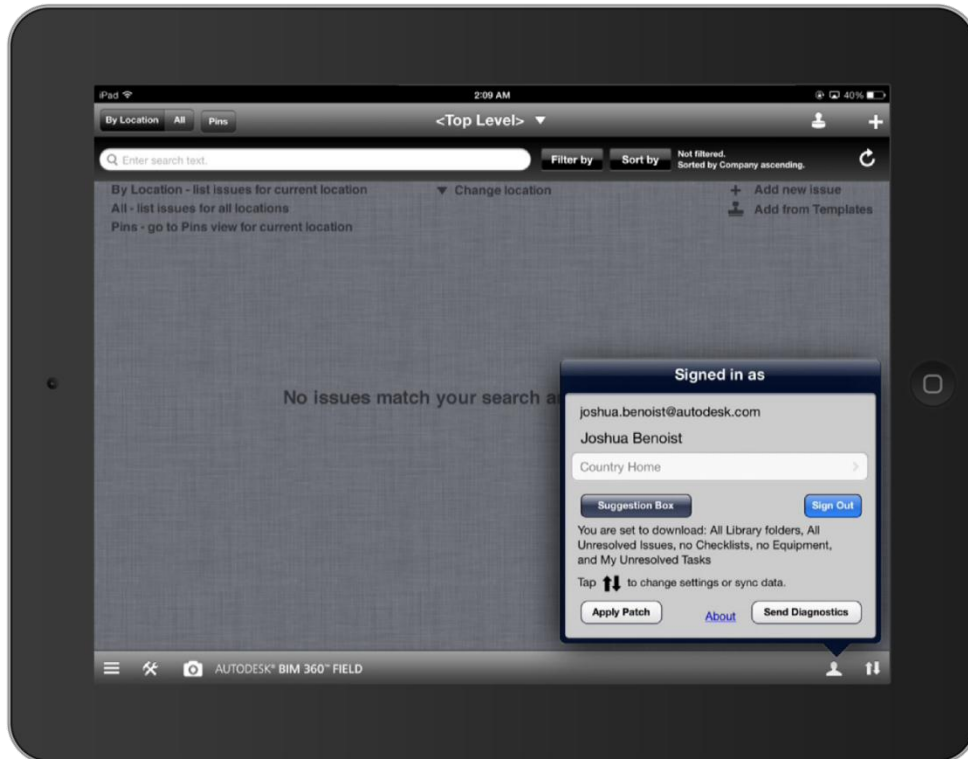 iPad
2:09 AM
40%
By Location All Pins
<Top Level>
Enter search text.
Filter by
Sort by
Not filtered.
Sorted by Company ascending.
By Location - list issues for current location
All - list issues for all locations
Pins - go to Pins view for current location
Change location
Add new issue
Add from Templates
No issues match your search
Signed in as
joshua.benoist@autodesk.com
Joshua Benoist
Country Home
Suggestion Box
Sign Out
You are set to download: All Library folders, All
Unresolved Issues, no Checklists, no Equipment,
and My Unresolved Tasks
Tap to change settings or sync data.
Apply Patch
About
Send Diagnostics
AUTODESK® BIM 360™ FIELD